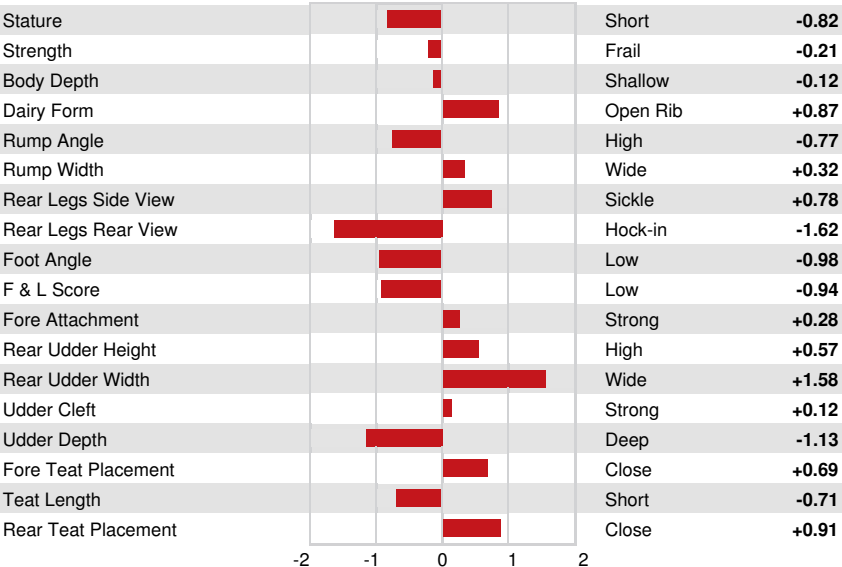 Stature Short -0.82
Strength Frail -0.21
Body Depth Shallow -0.12
Dairy Form Open Rib +0.87
Rump Angle High -0.77
Rump Width Wide +0.32
Rear Legs Side View Sickle +0.78
Rear Legs Rear View Hock-in -1.62
Foot Angle Low -0.98
F & L Score Low -0.94
Fore Attachment Strong +0.28
Rear Udder Height High +0.57
Rear Udder Width Wide +1.58
Udder Cleft Strong +0.12
Udder Depth Deep -1.13
Fore Teat Placement Close +0.69
Teat Length Short -0.71
Rear Teat Placement Close +0.91
-2 -1 0 1 2